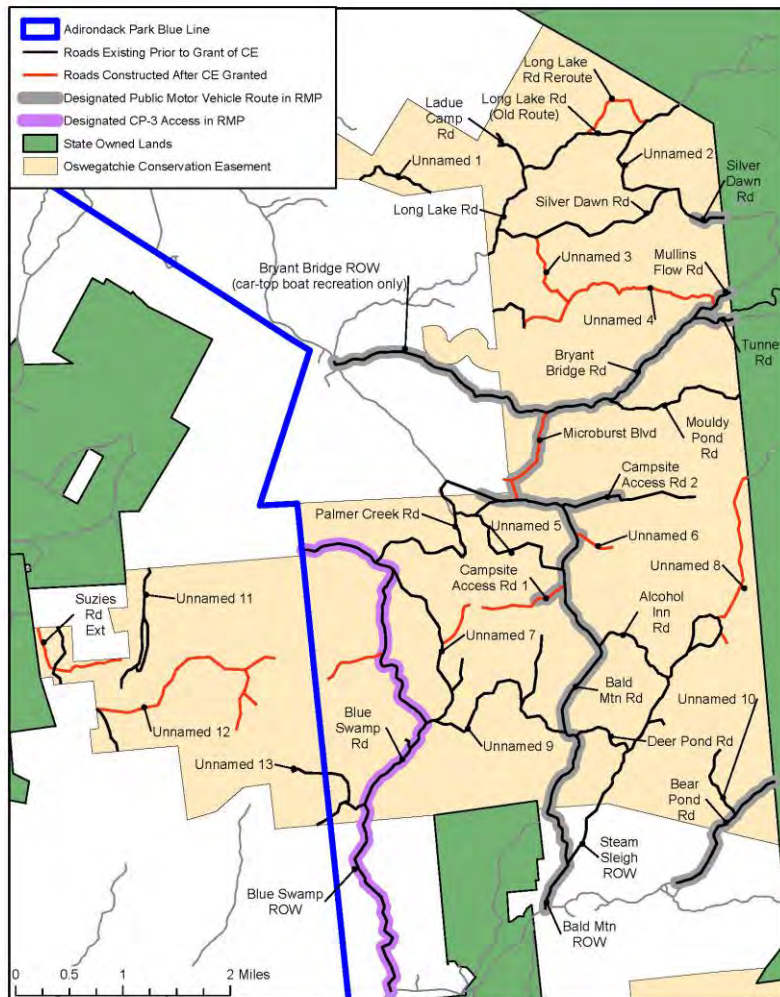 Adirondack Park Blue Line
Roads Existing Prior to Grant of CE
Roads Constructed After CE Granted
Designated Public Motor Vehicle Route in RMP
Designated CP-3 Access in RMP
State Owned Lands
Oswegatchie Conservation Easement
Long Lake
Rd Reroute
Ladue
Camp
Rd
Long Lake Rd
(Old Route)
Unnamed 1
Unnamed 2
Silver
Dawn
Rd
Silver Dawn Rd
Long Lake Rd
Bryant Bridge ROW
(car-top boat recreation only)
Unnamed 3
Mullins
Flow Rd
Unnamed 4
Tunnel
Rd
Bryant
Bridge Rd
Microburst Blvd
Mouldy
Pond
Rd
Campsite
Access Rd 2
Palmer Creek Rd
Unnamed 5
Unnamed 6
Campsite
Access Rd 1
Unnamed 8
Unnamed 11
Suzies
Rd
Ext
Alcohol
Inn
Rd
Unnamed 7
Bald
Mtn Rd
Unnamed 10
Unnamed 12
Blue
Swamp
Rd
Unnamed 9
Deer Pond Rd
Unnamed 13
Bear
Pond
Rd
Steam
Sleigh
ROW
Blue Swamp
ROW
Bald Mtn
ROW
0 0.5 1 2 Miles